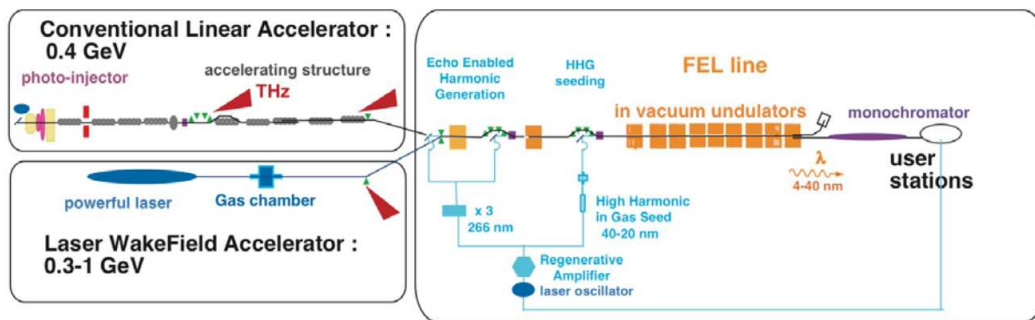 Conventional Linear Accelerator :
0.4 GeV
photo-injector
accelerating structure
THz
powerful laser
Gas chamber
Laser WakeField Accelerator :
0.3-1 GeV
Echo Enabled
Harmonic
Generation
HHG
seeding
FEL line
in vacuum undulators
monochromator
λ
4-40 nm
user
stations
x 3
266 nm
High Harmonic
in Gas Seed
40-20 nm
Regenerative
Amplifier
laser oscillator